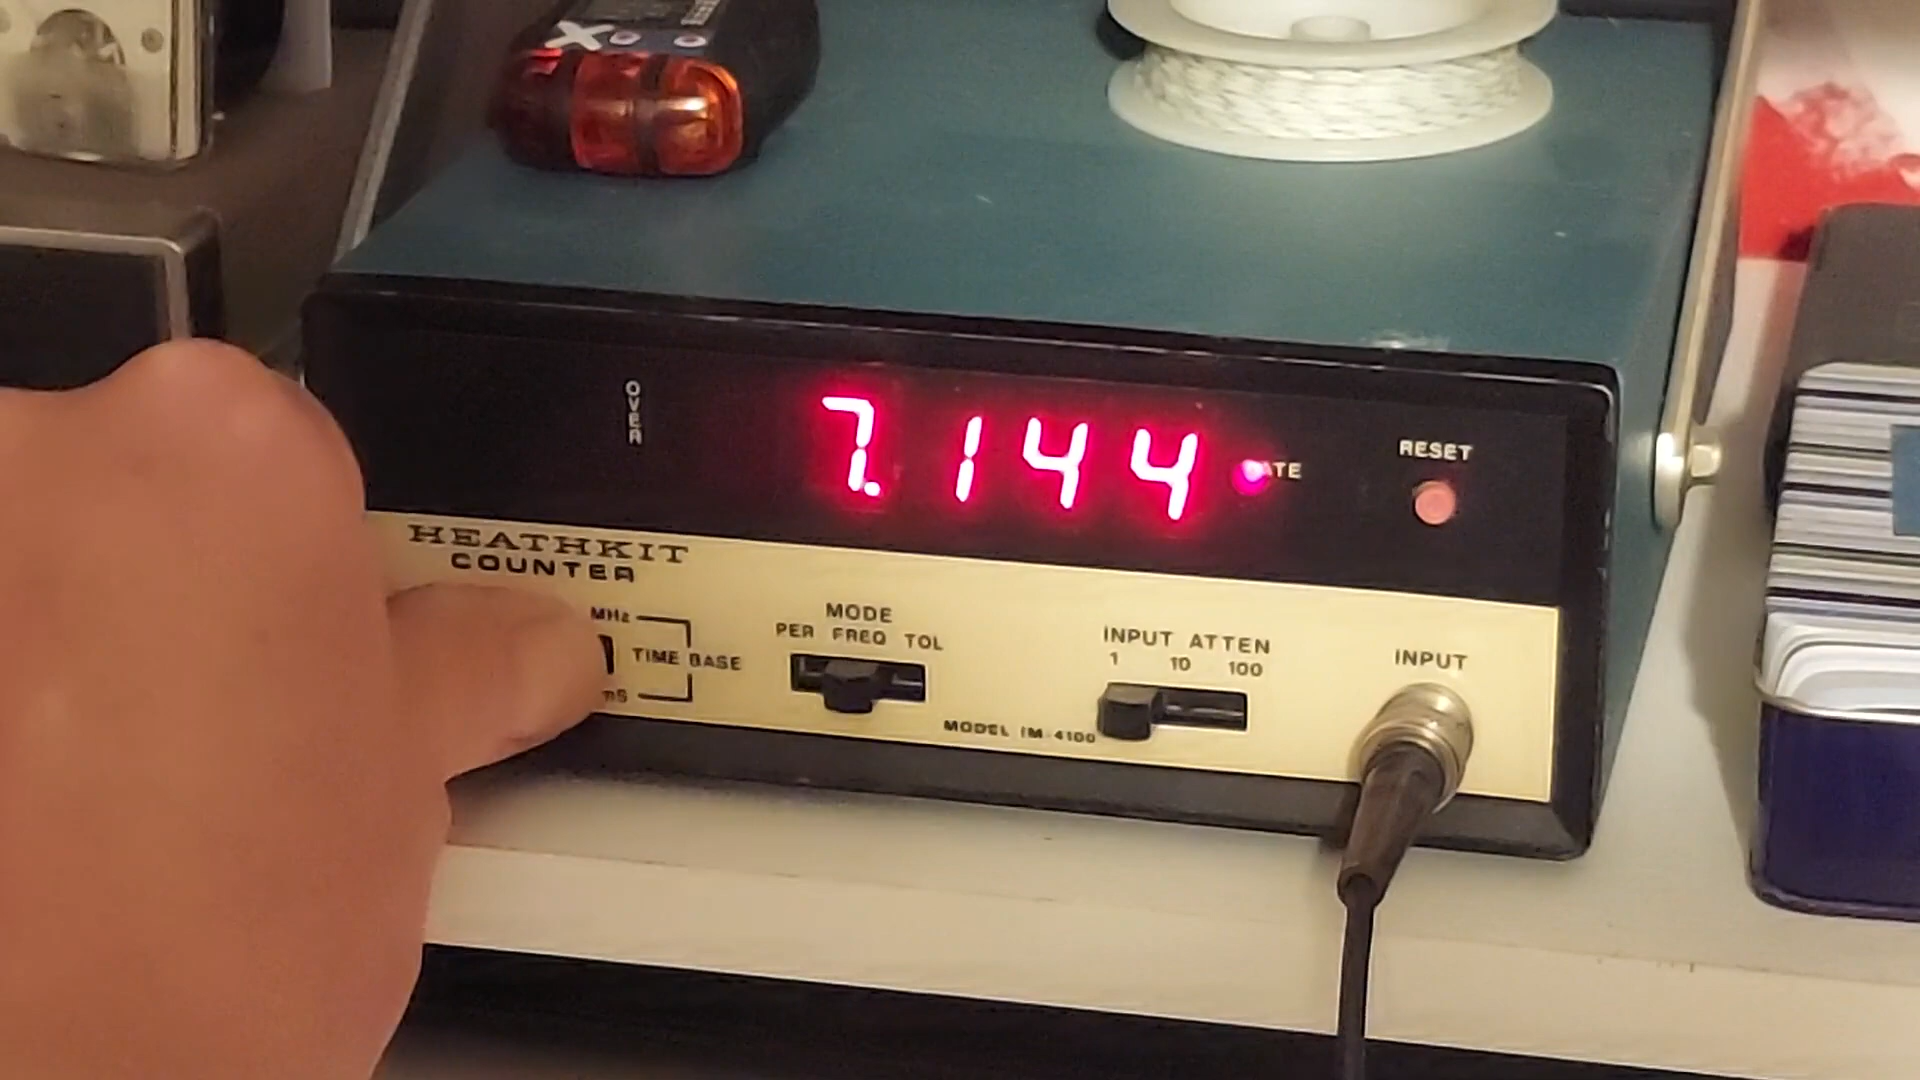 X
OVER
7.144
ATE
RESET
HEATHKIT
COUNTER
MHz
TIME BASE
mS
MODE
PER FREQ TOL
INPUT ATTEN
1 10 100
INPUT
MODEL IM-4100